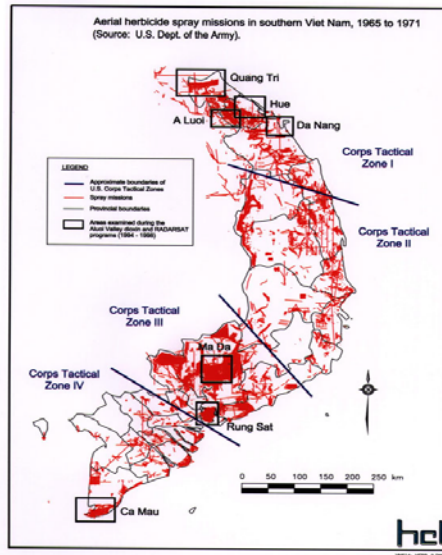 Aerial herbicide spray missions in southern Viet Nam, 1965 to 1971
(Source: U.S. Dept. of the Army).
Quang Tri
Hue
A Luoi
Da Nang
Corps Tactical
Zone I
LEGEND
Approximate boundaries of
U.S. Corps Tactical Zones
Spray missions
Provincial boundaries
Areas examined during the
Aluoi Valley dioxin and RADARSAT
programs (1994 - 1998)
Corps Tactical
Zone II
Corps Tactical
Zone III
Ma Da
Corps Tactical
Zone IV
Rung Sat
0 50 100 150 200 250 km
Ca Mau